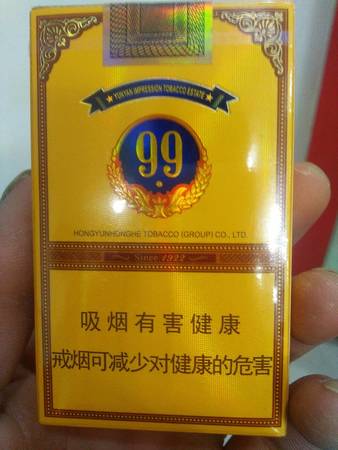 YUNYAN IMPRESSION TOBACCO ESTATE
99
HONGYUNHONGHE TOBACCO (GROUP) CO., LTD.
Since 1922
吸烟有害健康
戒烟可减少对健康的危害